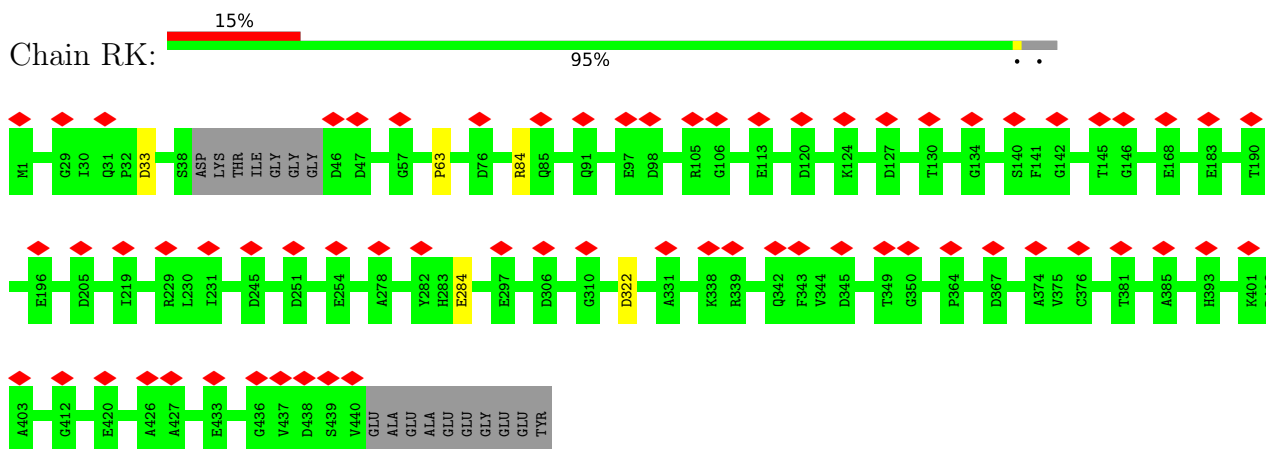 15%
Chain RK:
95%
M1 G29 I30 Q31 P32 D33 S38 ASP LYS THR ILE GLY GLY GLY D46 D47 G57 P63 D76 R84 Q85 Q91 E97 D98 R105 G106 E113 D120 K124 D127 T130 G134 S140 F141 G142 T145 G146 E168 E183 T190
E196 D205 I219 R229 L230 I231 D245 D251 E254 A278 Y282 H283 E284 E297 D306 G310 D322 A331 K338 R339 Q342 F343 V344 D345 T349 G350 P364 D367 A374 V375 C376 T381 A385 H393 K401
A403 G412 E420 A426 A427 E433 G436 V437 D438 S439 V440 GLU ALA GLU ALA GLU GLU GLY GLU GLU TYR